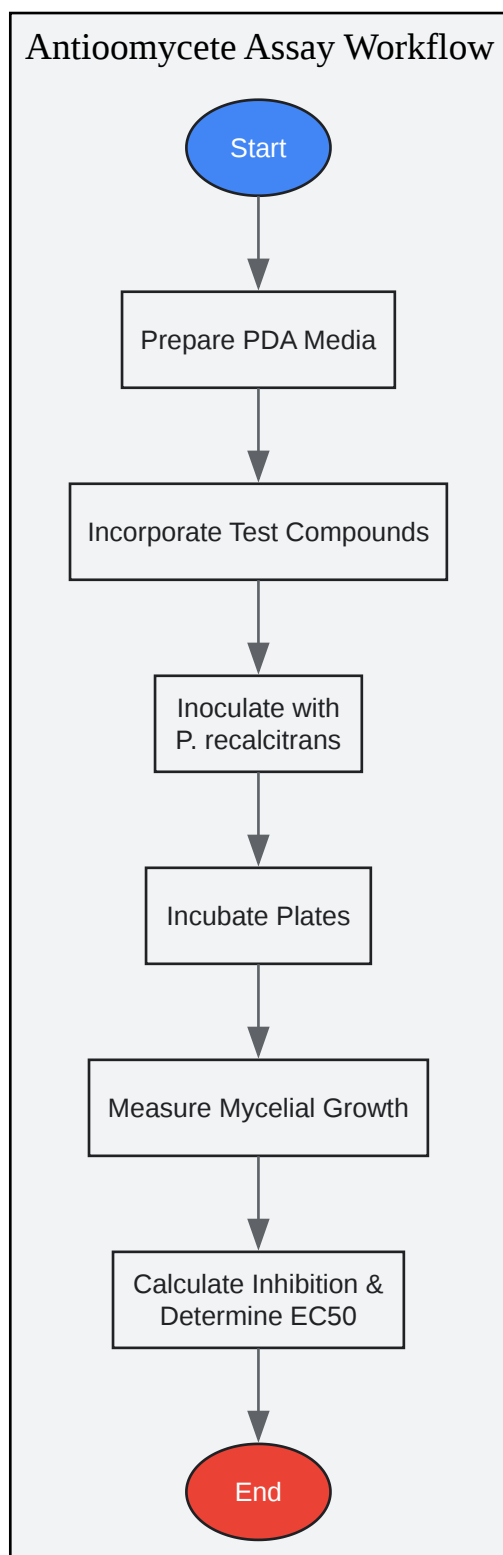 Antioomycete Assay Workflow
Start
Prepare PDA Media
Incorporate Test Compounds
Inoculate with
P. recalcitrans
Incubate Plates
Measure Mycelial Growth
Calculate Inhibition &
Determine EC50
End